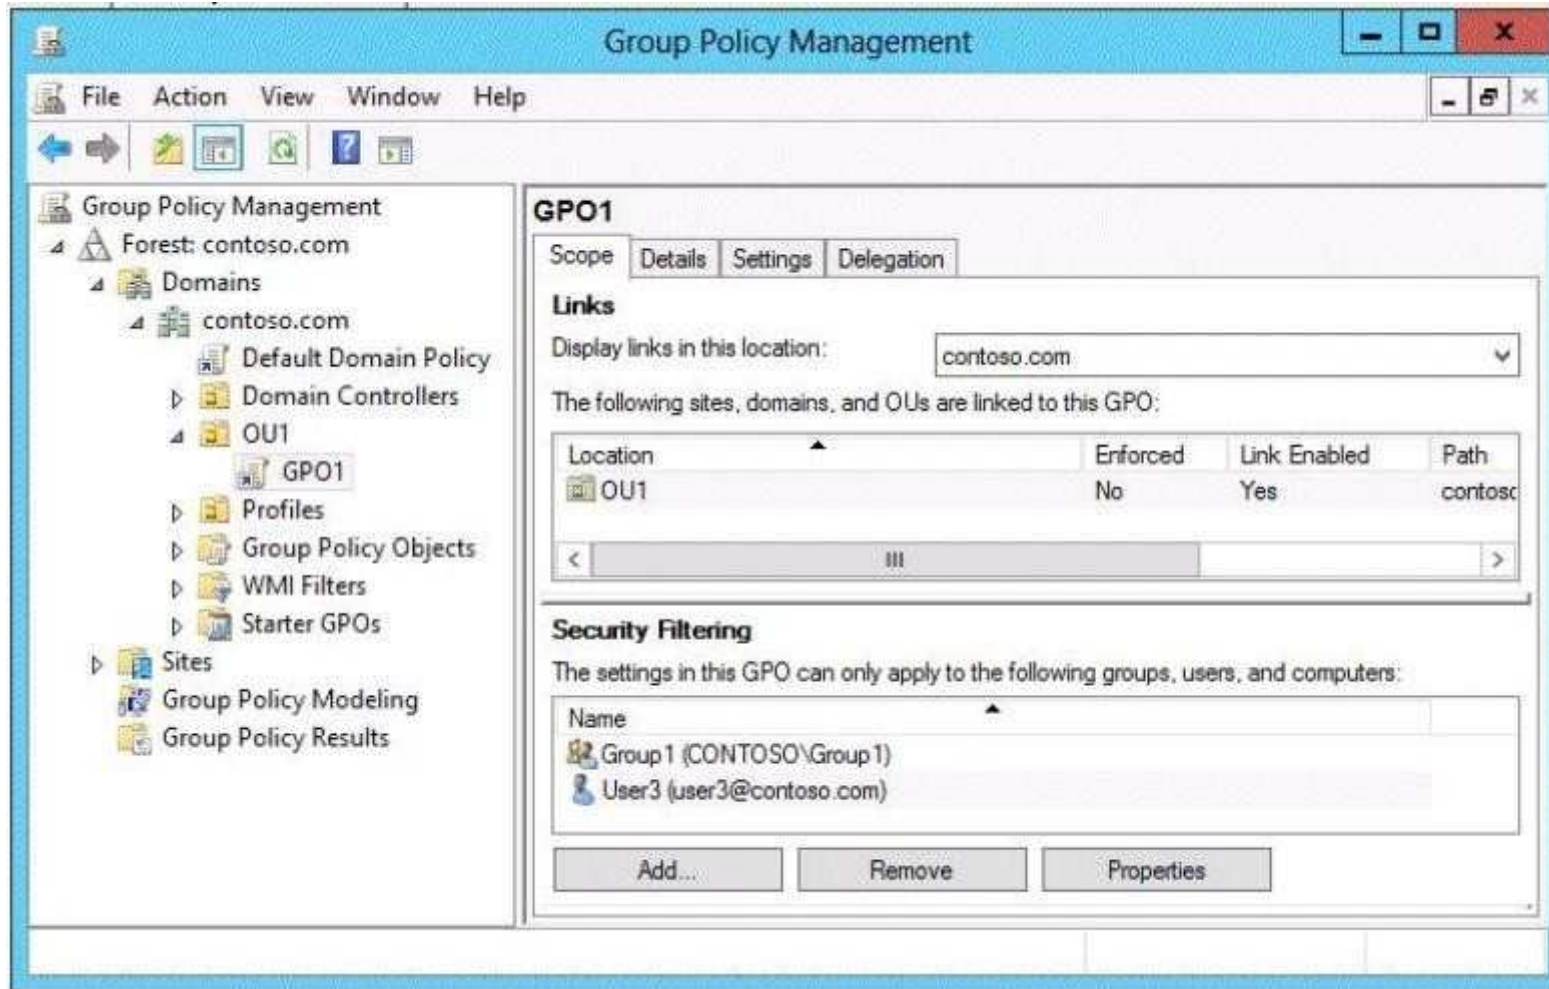 Group Policy Management
File Action View Window Help
Group Policy Management
Forest: contoso.com
Domains
contoso.com
Default Domain Policy
Domain Controllers
OU1
GPO1
Profiles
Group Policy Objects
WMI Filters
Starter GPOs
Sites
Group Policy Modeling
Group Policy Results
GPO1
Scope Details Settings Delegation
Links
Display links in this location: contoso.com
The following sites, domains, and OUs are linked to this GPO:
Location Enforced Link Enabled Path
OU1 No Yes contosc
Security Filtering
The settings in this GPO can only apply to the following groups, users, and computers:
Name
Group1 (CONTOSO\Group1)
User3 (user3@contoso.com)
Add... Remove Properties